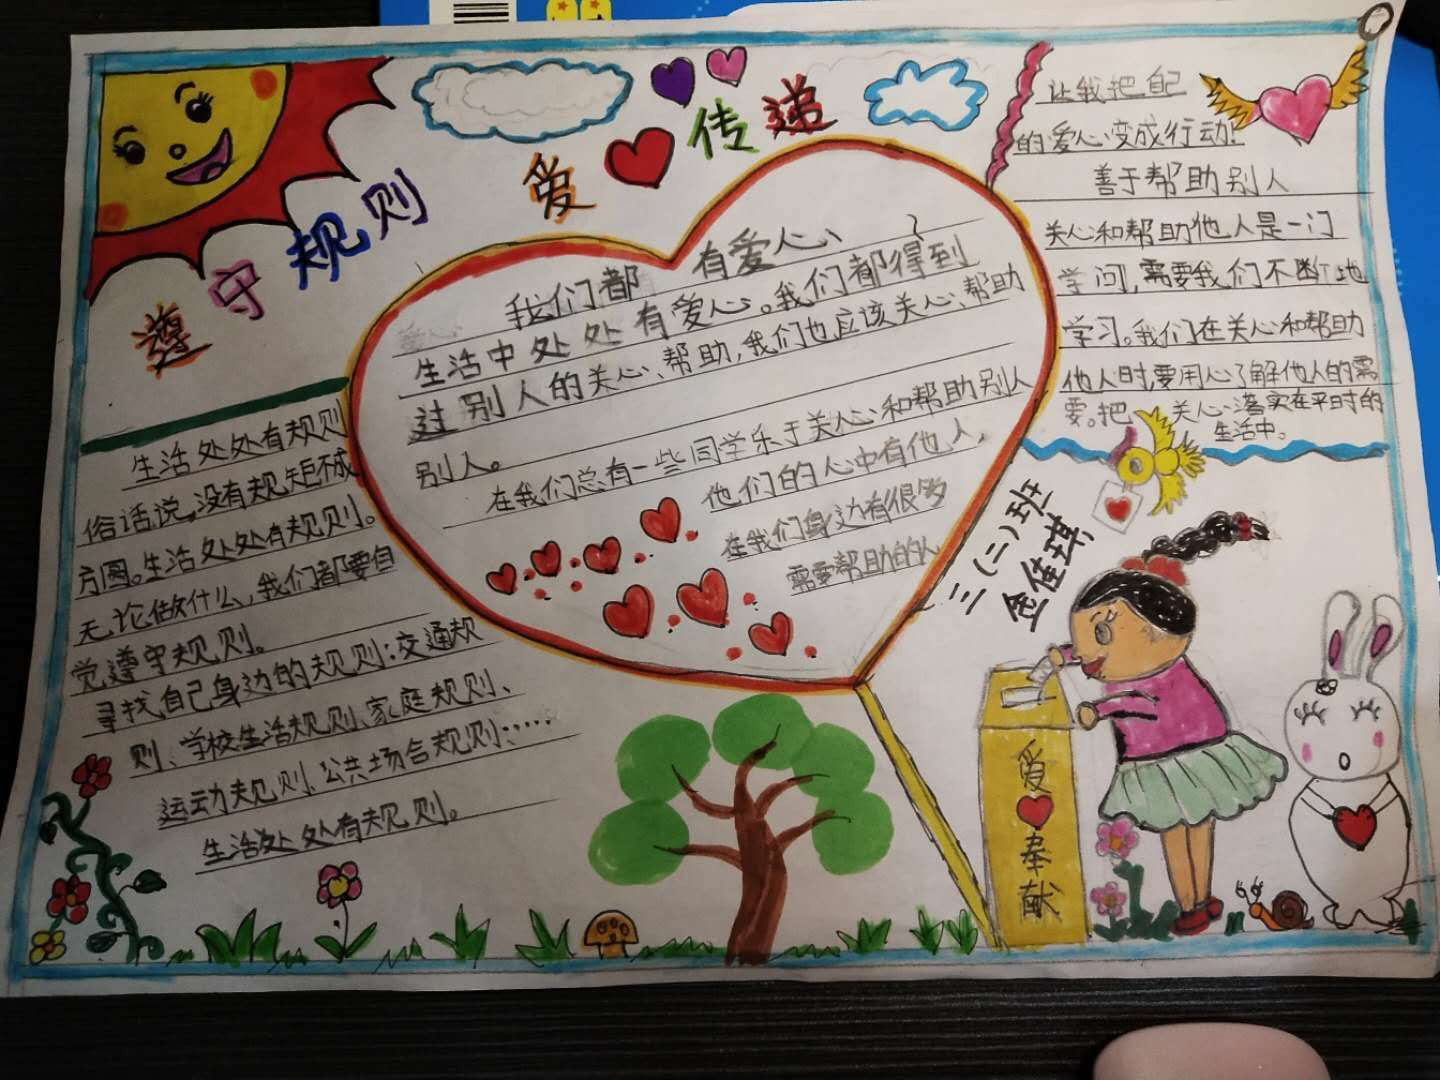 遵守规则
爱
传递
生活处处有规则
俗话说,没有规矩不成
方圆。生活处处有规则。
无论做什么,我们都要自
觉遵守规则。
寻找自己身边的规则:交通规
则、学校生活规则、家庭规则、
运动规则、公共场合规则:……
生活处处有规则。
我们都 有爱心、
生活中处处有爱心。我们都得到
过别人的关心、帮助,我们也应该关心、帮助
别人。
在我们总有一些同学乐于关心和帮助别人
他们的心中有他人,
在我们身边有很多
需要帮助的人
让我把自己
的爱心变成行动!
善于帮助别人
关心和帮助他人是一门
学问,需要我们不断地
学习。我们在关心和帮助
他人时,要用心了解他人的需
要。把 关心落实在平时的
生活中。
三(二)班
金佳琪
爱
奉
献